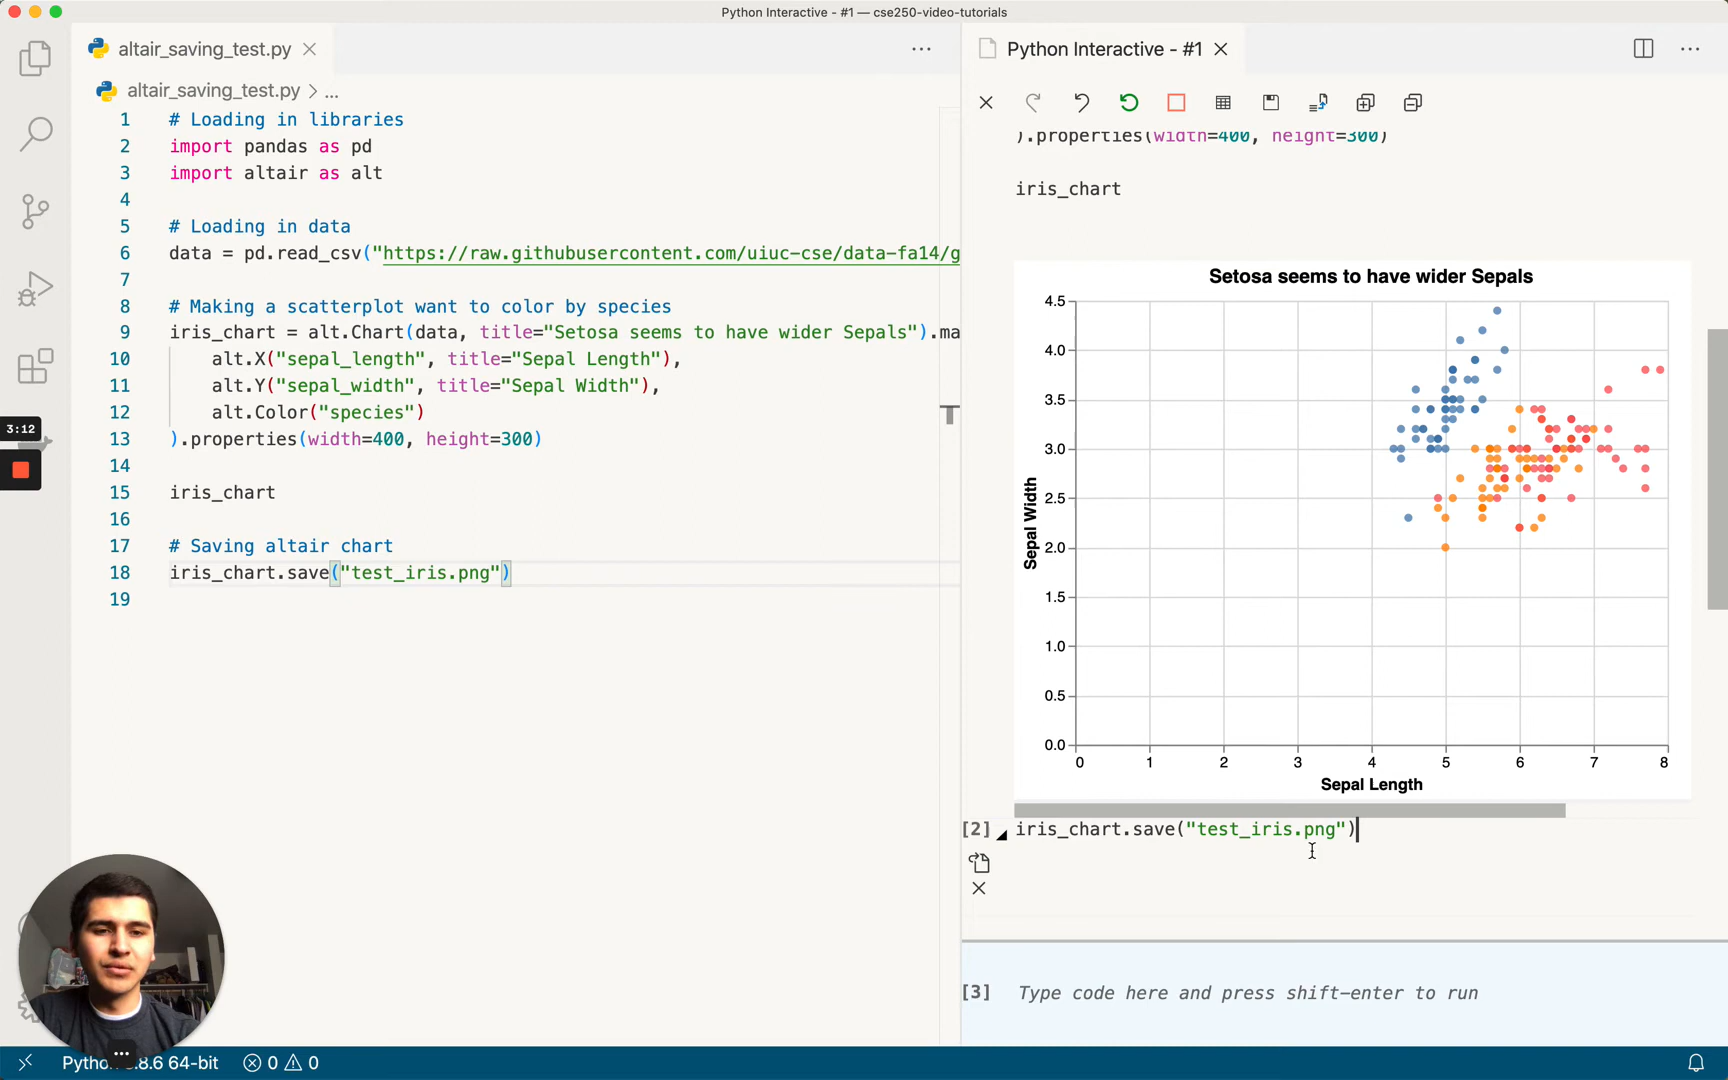 Python Interactive - #1 — cse250-video-tutorials
altair_saving_test.py
altair_saving_test.py > ...
1 # Loading in libraries
2 import pandas as pd
3 import altair as alt
4
5 # Loading in data
6 data = pd.read_csv("https://raw.githubusercontent.com/uiuc-cse/data-fa14/g
7
8 # Making a scatterplot want to color by species
9 iris_chart = alt.Chart(data, title="Setosa seems to have wider Sepals").ma
10 alt.X("sepal_length", title="Sepal Length"),
11 alt.Y("sepal_width", title="Sepal Width"),
12 alt.Color("species")
13 ).properties(width=400, height=300)
14
15 iris_chart
16
17 # Saving altair chart
18 iris_chart.save("test_iris.png")
19
3:12
Python Interactive - #1
).properties(width=400, height=300)
iris_chart
Setosa seems to have wider Sepals
4.5
4.0
3.5
3.0
2.5
2.0
1.5
1.0
0.5
0.0
Sepal Width
0 1 2 3 4 5 6 7 8
Sepal Length
[2] iris_chart.save("test_iris.png")
[3] Type code here and press shift-enter to run
Python 3.8.6 64-bit
0 0